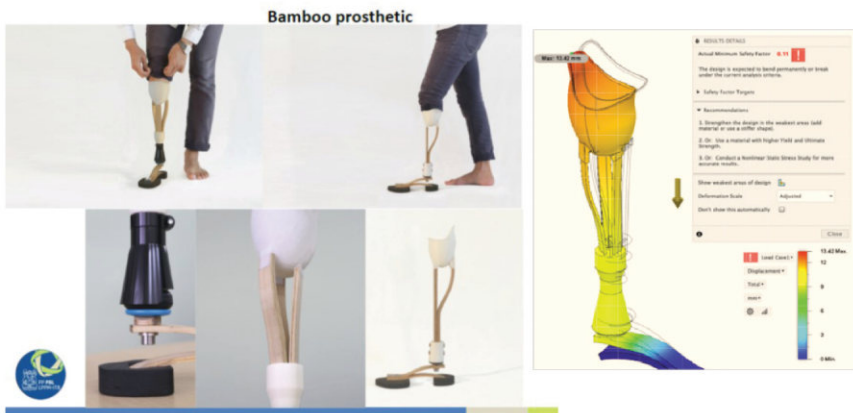 Bamboo prosthetic
RESULTS DETAILS
Actual Minimum Safety Factor 0.11
The design is expected to bend permanently or break
under the current analysis criteria.
Safety Factor Targets
Recommendations
1. Strengthen the design in the weakest areas (add
material or use a stiffer shape).
2. Or Use a material with Higher Yield and Ultimate
Strength.
3. Or Conduct a Nonlinear Static Stress Study for more
accurate results.
Show weakest areas of design
Deformation Scale Adjusted
Don't show this automatically
Close
Max: 13.42 mm
Load Case1
Displacement
Total
mm
13.42 Max.
12
9
6
3
0 Min.